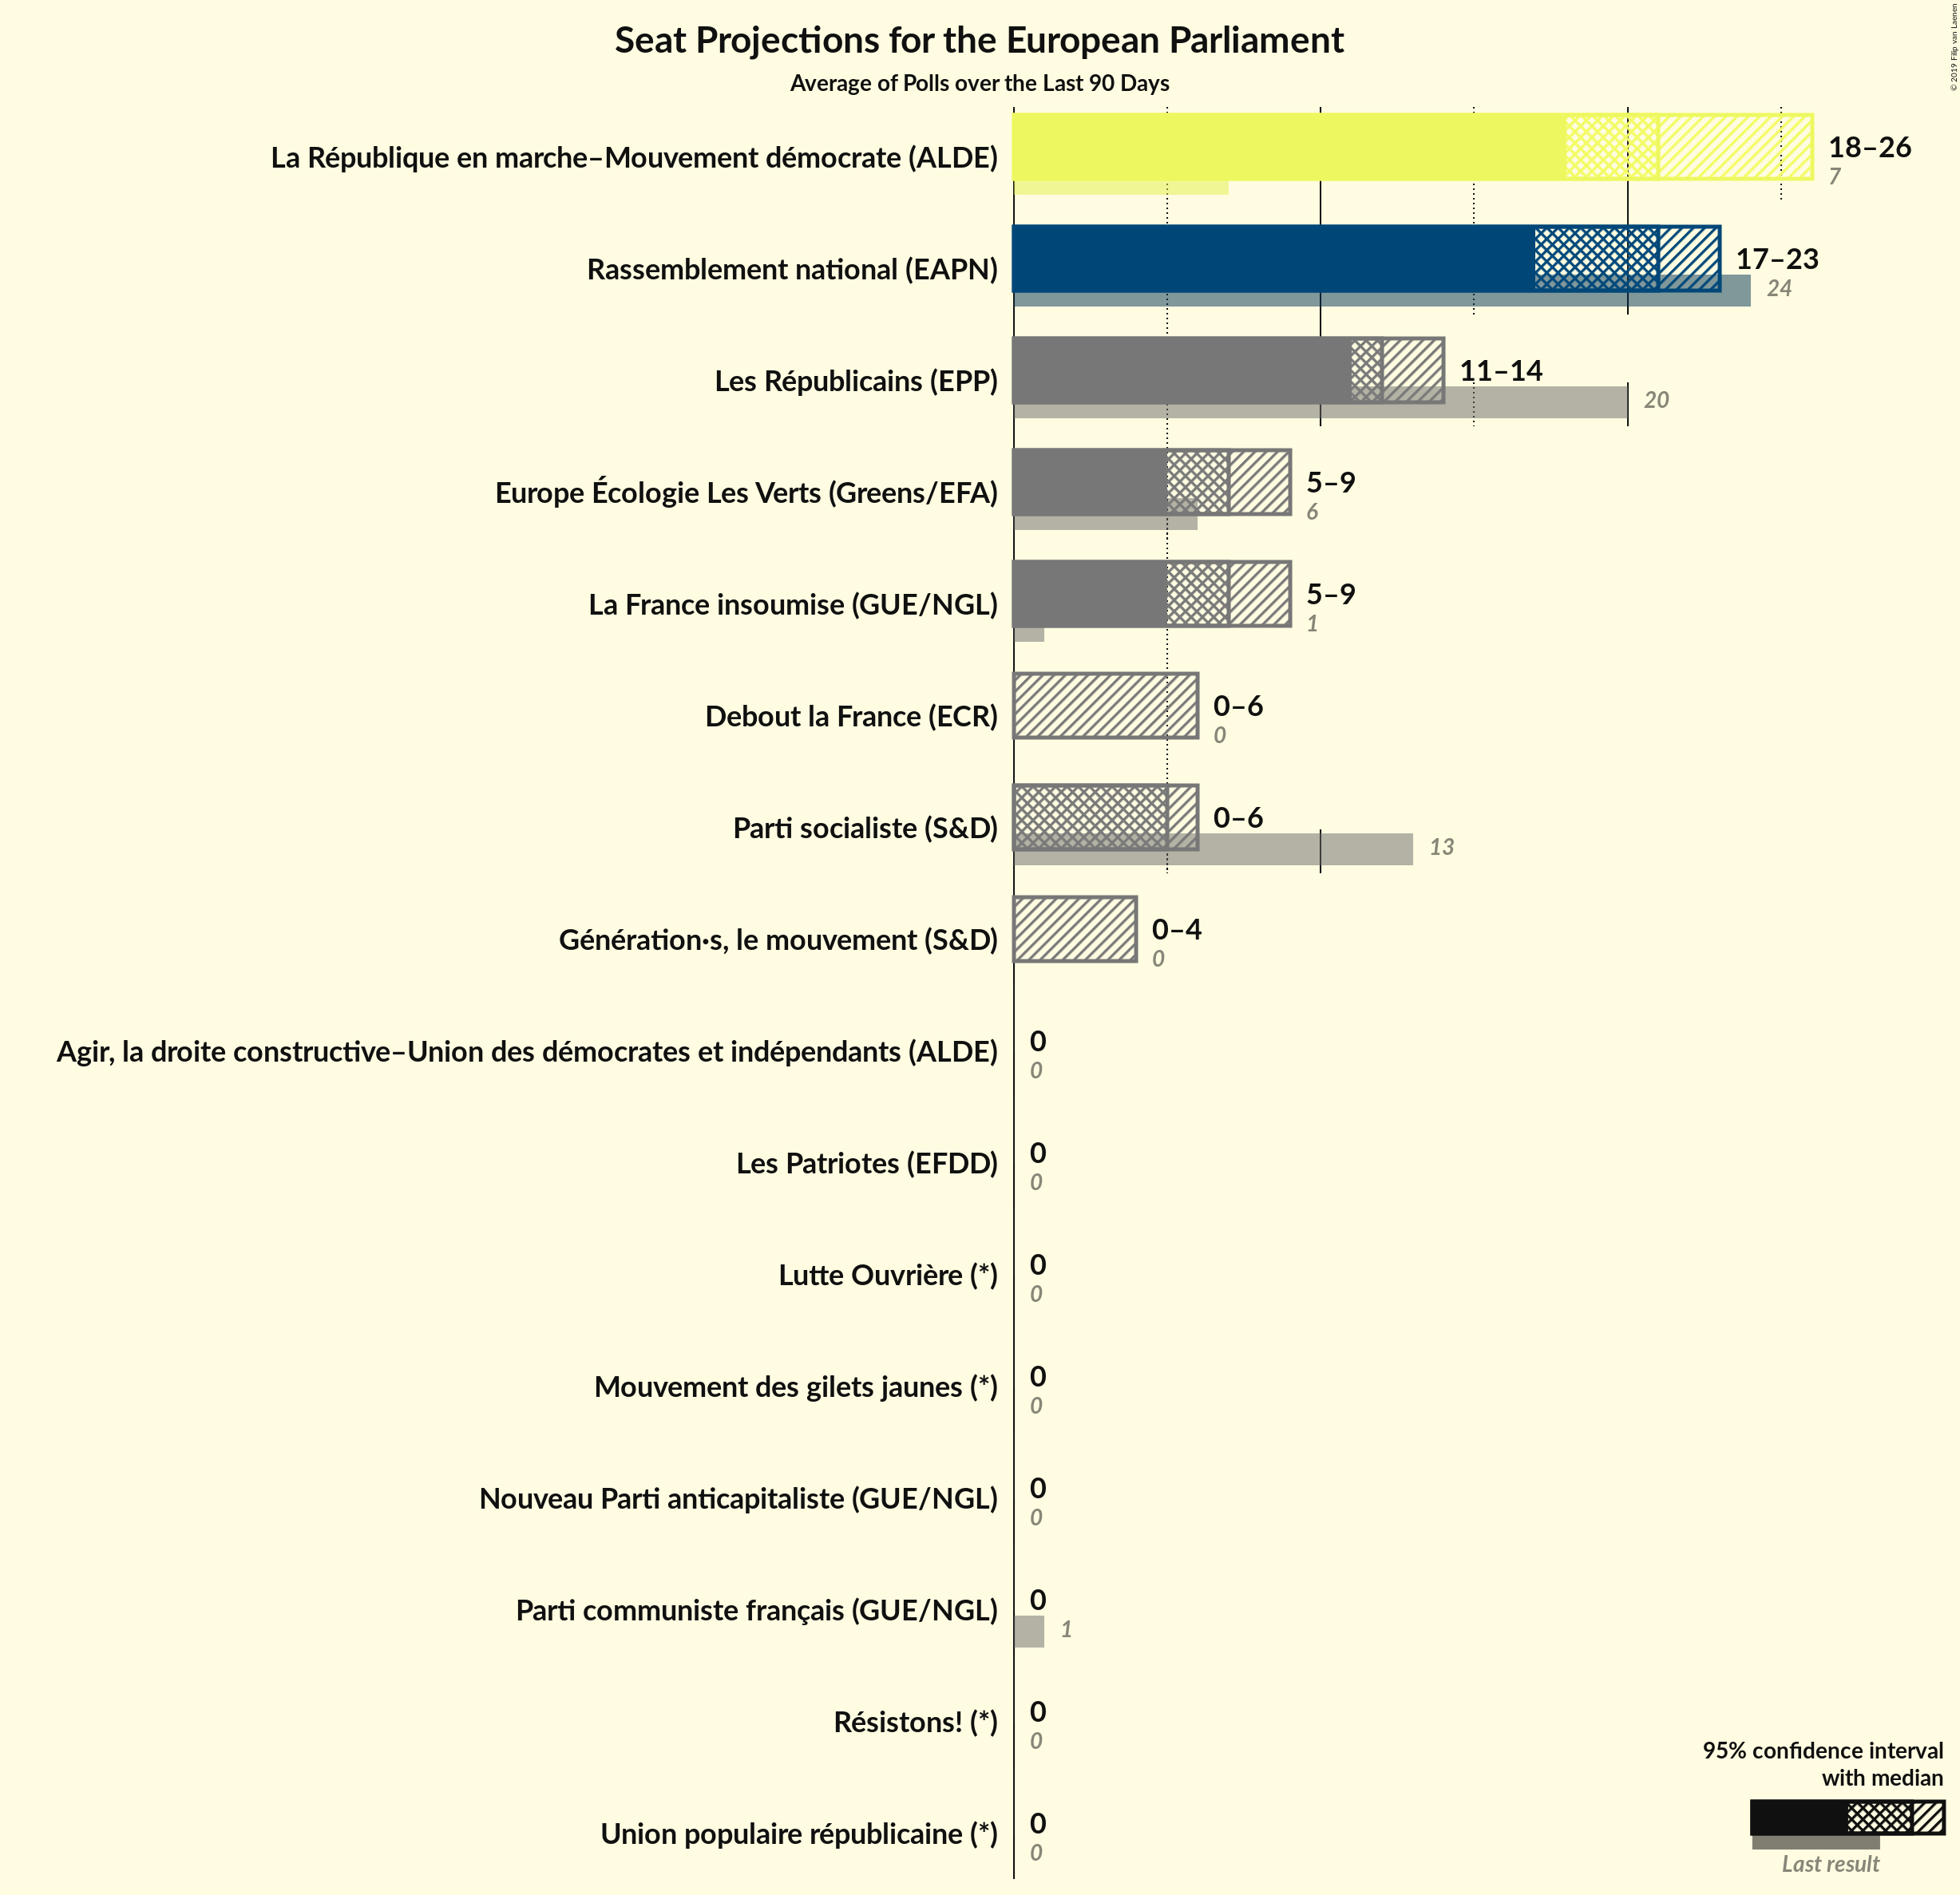 Seat Projections for the European Parliament
Average of Polls over the Last 90 Days
© 2019 Filip van Laenen
La République en marche–Mouvement démocrate (ALDE)
18–26
7
Rassemblement national (EAPN)
17–23
24
Les Républicains (EPP)
11–14
20
Europe Écologie Les Verts (Greens/EFA)
5–9
6
La France insoumise (GUE/NGL)
5–9
1
Debout la France (ECR)
0–6
0
Parti socialiste (S&D)
0–6
13
Génération·s, le mouvement (S&D)
0–4
0
Agir, la droite constructive–Union des démocrates et indépendants (ALDE)
0
0
Les Patriotes (EFDD)
0
0
Lutte Ouvrière (*)
0
0
Mouvement des gilets jaunes (*)
0
0
Nouveau Parti anticapitaliste (GUE/NGL)
0
0
Parti communiste français (GUE/NGL)
0
1
Résistons! (*)
0
0
Union populaire républicaine (*)
0
0
95% confidence interval
with median
Last result